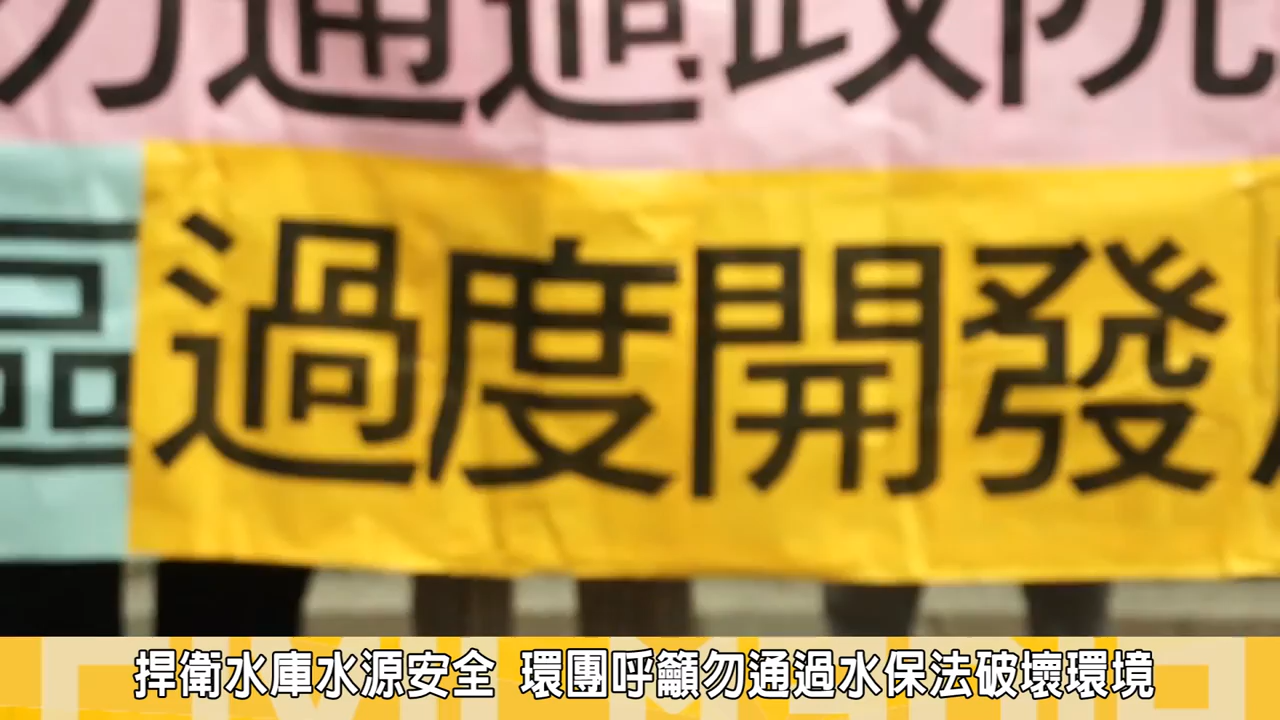 勿通過政院
區 過度開發
捍衛水庫水源安全 環團呼籲勿通過水保法破壞環境